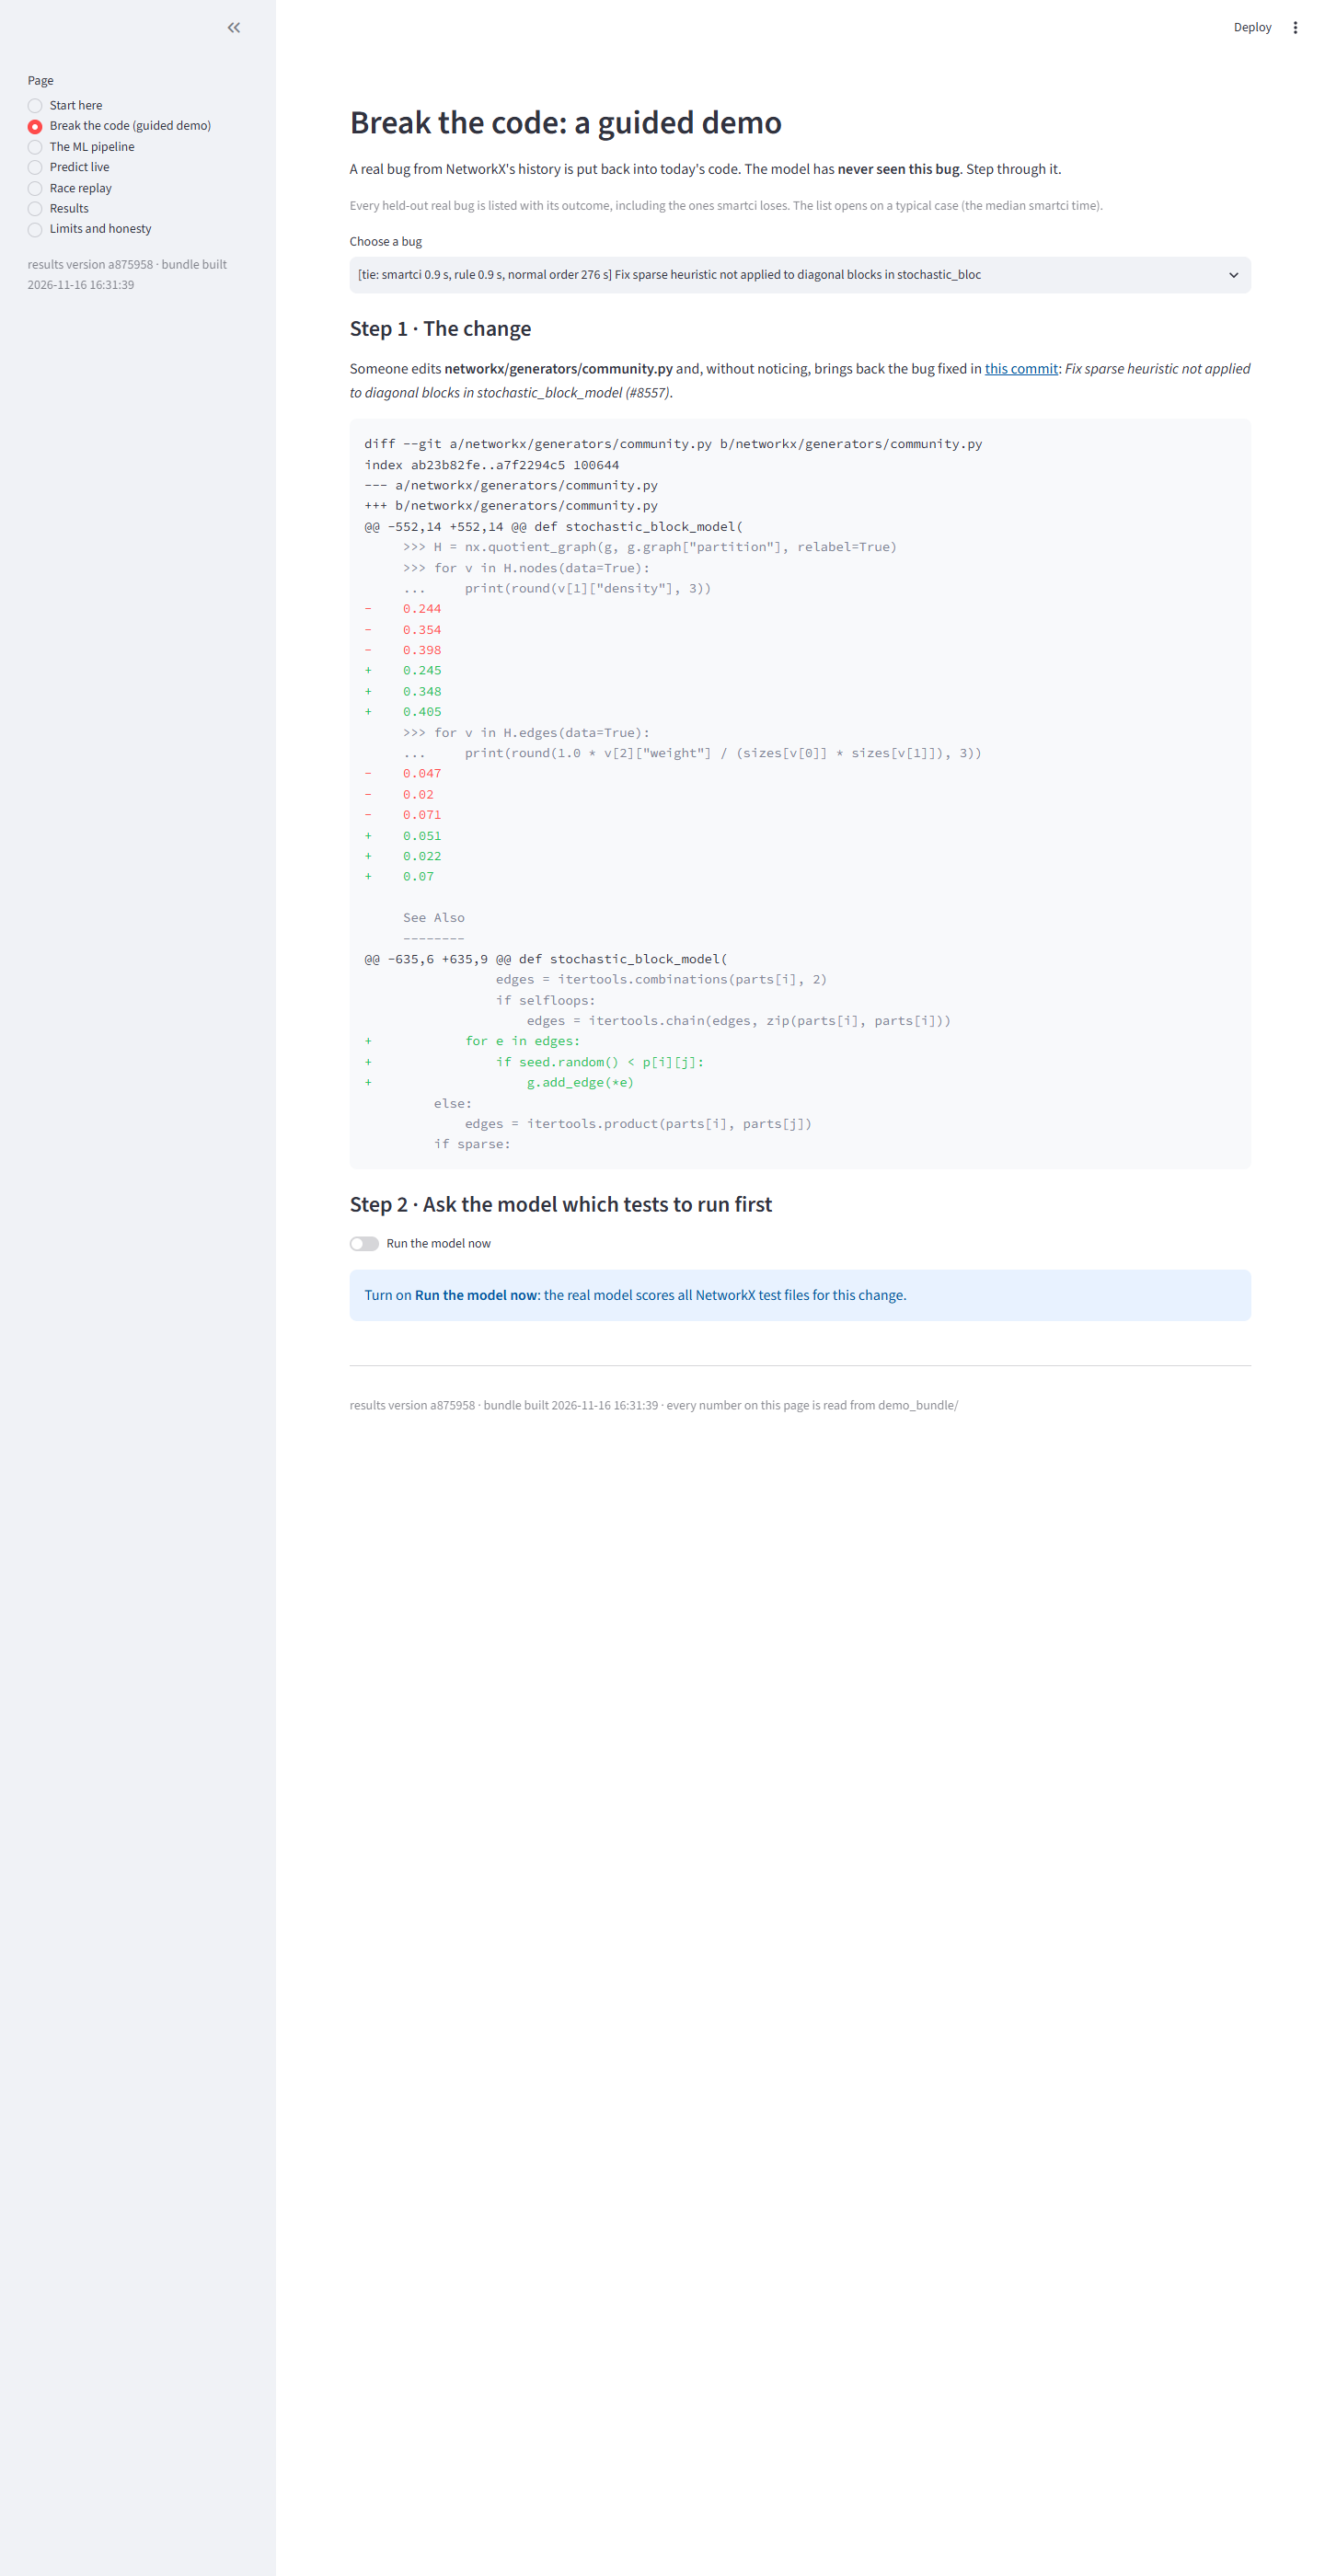 Deploy
Page
Start here
Break the code (guided demo)
The ML pipeline
Predict live
Race replay
Results
Limits and honesty
results version a875958 · bundle built
2026-11-16 16:31:39
Break the code: a guided demo
A real bug from NetworkX's history is put back into today's code. The model has never seen this bug. Step through it.
Every held-out real bug is listed with its outcome, including the ones smartci loses. The list opens on a typical case (the median smartci time).
Choose a bug
[tie: smartci 0.9 s, rule 0.9 s, normal order 276 s] Fix sparse heuristic not applied to diagonal blocks in stochastic_bloc
Step 1 · The change
Someone edits networkx/generators/community.py and, without noticing, brings back the bug fixed in this commit: Fix sparse heuristic not applied
to diagonal blocks in stochastic_block_model (#8557).
diff --git a/networkx/generators/community.py b/networkx/generators/community.py
index ab23b82fe..a7f2294c5 100644
--- a/networkx/generators/community.py
+++ b/networkx/generators/community.py
@@ -552,14 +552,14 @@ def stochastic_block_model(
     >>> H = nx.quotient_graph(g, g.graph["partition"], relabel=True)
     >>> for v in H.nodes(data=True):
     ...     print(round(v[1]["density"], 3))
-    0.244
-    0.354
-    0.398
+    0.245
+    0.348
+    0.405
     >>> for v in H.edges(data=True):
     ...     print(round(1.0 * v[2]["weight"] / (sizes[v[0]] * sizes[v[1]]), 3))
-    0.047
-    0.02
-    0.071
+    0.051
+    0.022
+    0.07
     See Also
     --------
@@ -635,6 +635,9 @@ def stochastic_block_model(
                 edges = itertools.combinations(parts[i], 2)
                 if selfloops:
                     edges = itertools.chain(edges, zip(parts[i], parts[i]))
+            for e in edges:
+                if seed.random() < p[i][j]:
+                    g.add_edge(*e)
         else:
             edges = itertools.product(parts[i], parts[j])
         if sparse:
Step 2 · Ask the model which tests to run first
Run the model now
Turn on Run the model now: the real model scores all NetworkX test files for this change.
results version a875958 · bundle built 2026-11-16 16:31:39 · every number on this page is read from demo_bundle/